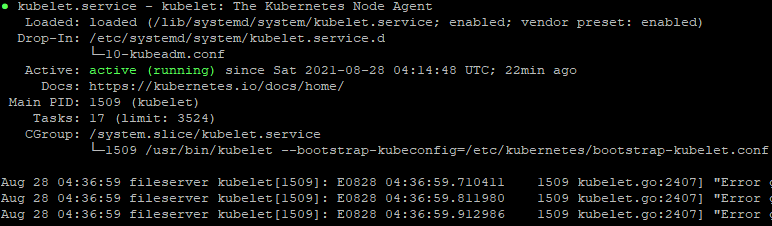 ● kubelet.service - kubelet: The Kubernetes Node Agent
Loaded: loaded (/lib/systemd/system/kubelet.service; enabled; vendor preset: enabled)
Drop-In: /etc/systemd/system/kubelet.service.d
└─10-kubeadm.conf
Active: active (running) since Sat 2021-08-28 04:14:48 UTC; 22min ago
Docs: https://kubernetes.io/docs/home/
Main PID: 1509 (kubelet)
Tasks: 17 (limit: 3524)
CGroup: /system.slice/kubelet.service
└─1509 /usr/bin/kubelet --bootstrap-kubeconfig=/etc/kubernetes/bootstrap-kubelet.conf
Aug 28 04:36:59 fileserver kubelet[1509]: E0828 04:36:59.710411 1509 kubelet.go:2407] "Error g
Aug 28 04:36:59 fileserver kubelet[1509]: E0828 04:36:59.811980 1509 kubelet.go:2407] "Error g
Aug 28 04:36:59 fileserver kubelet[1509]: E0828 04:36:59.912986 1509 kubelet.go:2407] "Error g